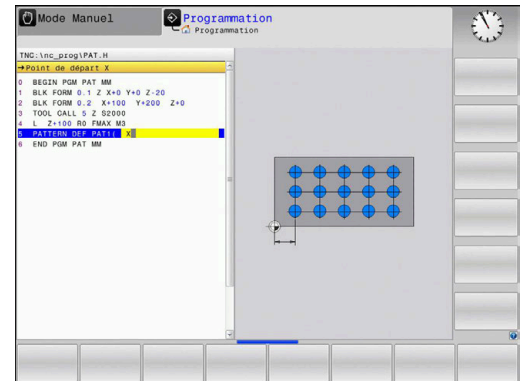 Mode Manuel
Programmation
Programmation
TNC:\nc_prog\PAT.H
→Point de départ X
0 BEGIN PGM PAT MM
1 BLK FORM 0.1 Z X+0 Y+0 Z-20
2 BLK FORM 0.2 X+100 Y+200 Z+0
3 TOOL CALL 5 Z S2000
4 L Z+100 R0 FMAX M3
5 PATTERN DEF PAT1( X
6 END PGM PAT MM